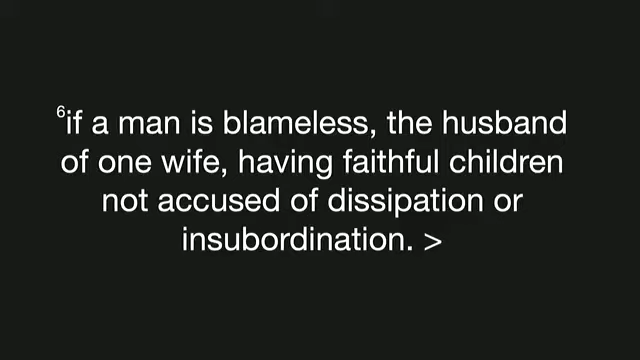 ⁶if a man is blameless, the husband
of one wife, having faithful children
not accused of dissipation or
insubordination. >